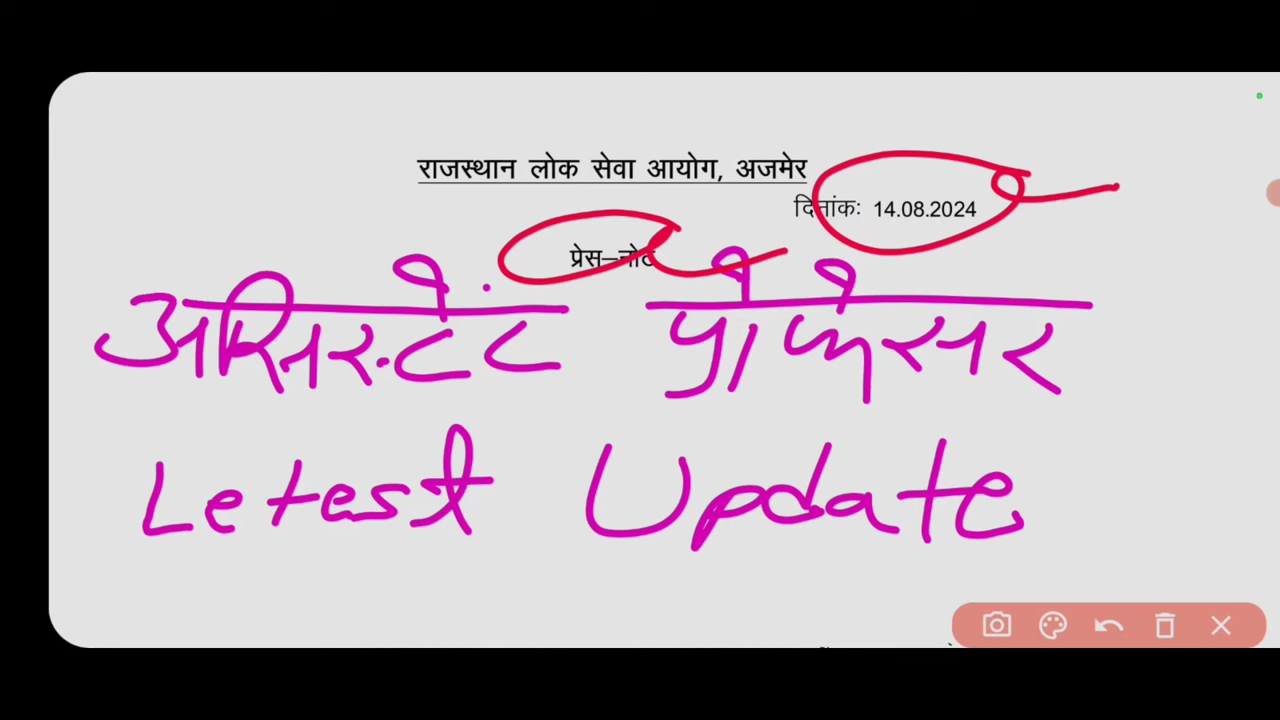 राजस्थान लोक सेवा आयोग, अजमेर
दिनांकः 14.08.2024
प्रेस–नोट
असिस्टेंट प्रोफेसर
Letest Update